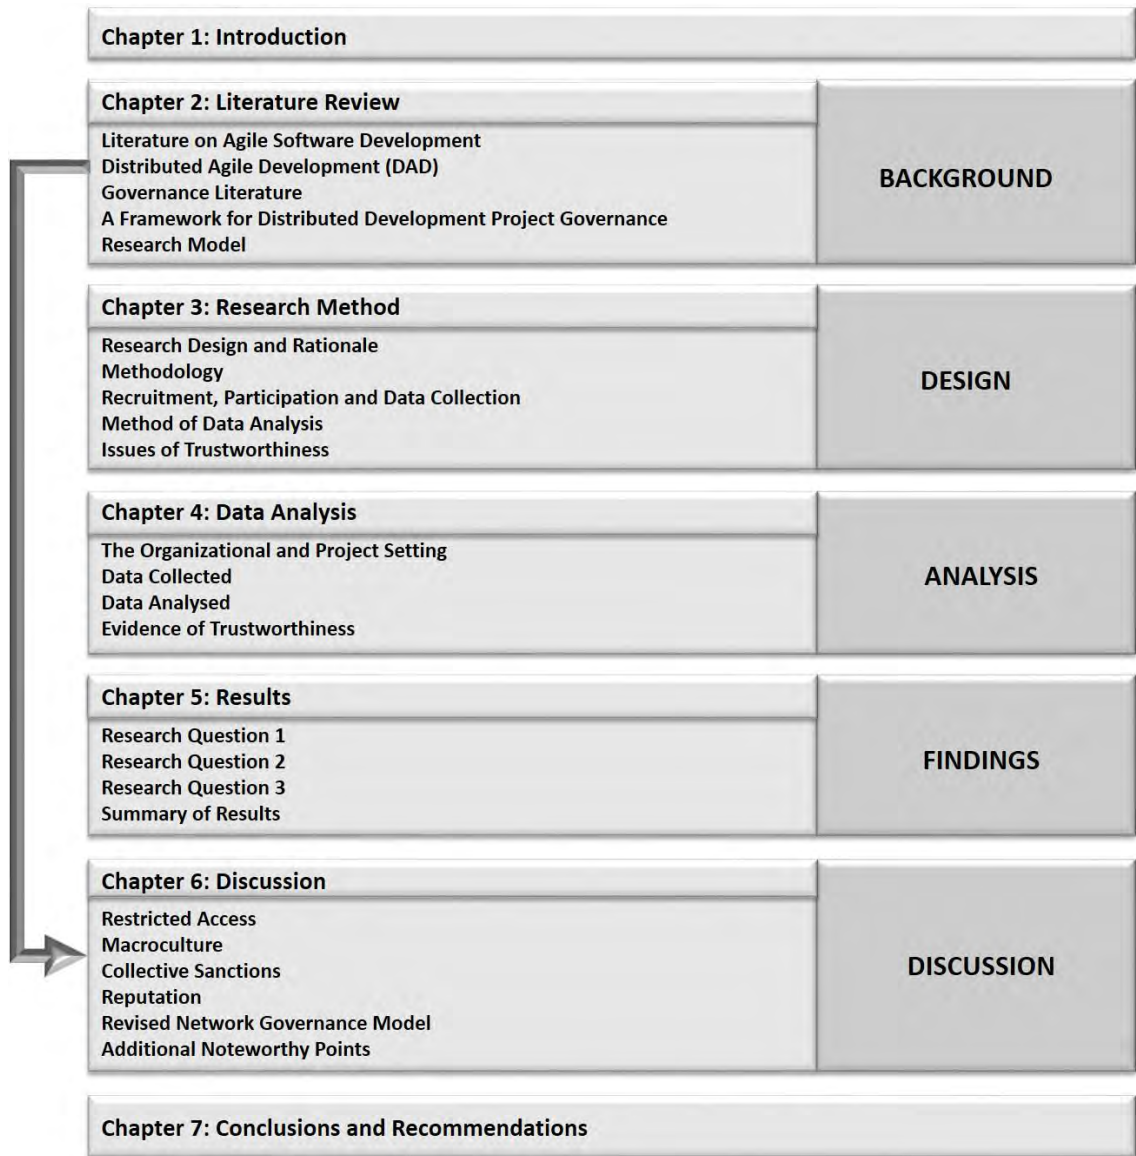 Chapter 1: Introduction
Chapter 2: Literature Review
Literature on Agile Software Development
Distributed Agile Development (DAD)
Governance Literature
A Framework for Distributed Development Project Governance
Research Model
BACKGROUND
Chapter 3: Research Method
Research Design and Rationale
Methodology
Recruitment, Participation and Data Collection
Method of Data Analysis
Issues of Trustworthiness
DESIGN
Chapter 4: Data Analysis
The Organizational and Project Setting
Data Collected
Data Analysed
Evidence of Trustworthiness
ANALYSIS
Chapter 5: Results
Research Question 1
Research Question 2
Research Question 3
Summary of Results
FINDINGS
Chapter 6: Discussion
Restricted Access
Macroculture
Collective Sanctions
Reputation
Revised Network Governance Model
Additional Noteworthy Points
DISCUSSION
Chapter 7: Conclusions and Recommendations